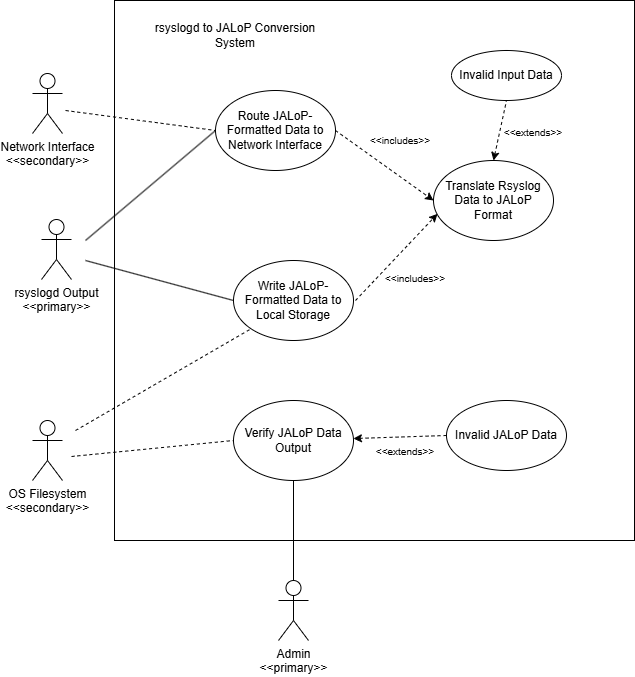 rsyslogd to JALoP Conversion
System
Invalid Input Data
Route JALoP-
Formatted Data to
Network Interface
<<includes>>
<<extends>>
Network Interface
<<secondary>>
Translate Rsyslog
Data to JALoP
Format
rsyslogd Output
<<primary>>
Write JALoP-
Formatted Data to
Local Storage
<<includes>>
Verify JALoP Data
Output
Invalid JALoP Data
<<extends>>
OS Filesystem
<<secondary>>
Admin
<<primary>>